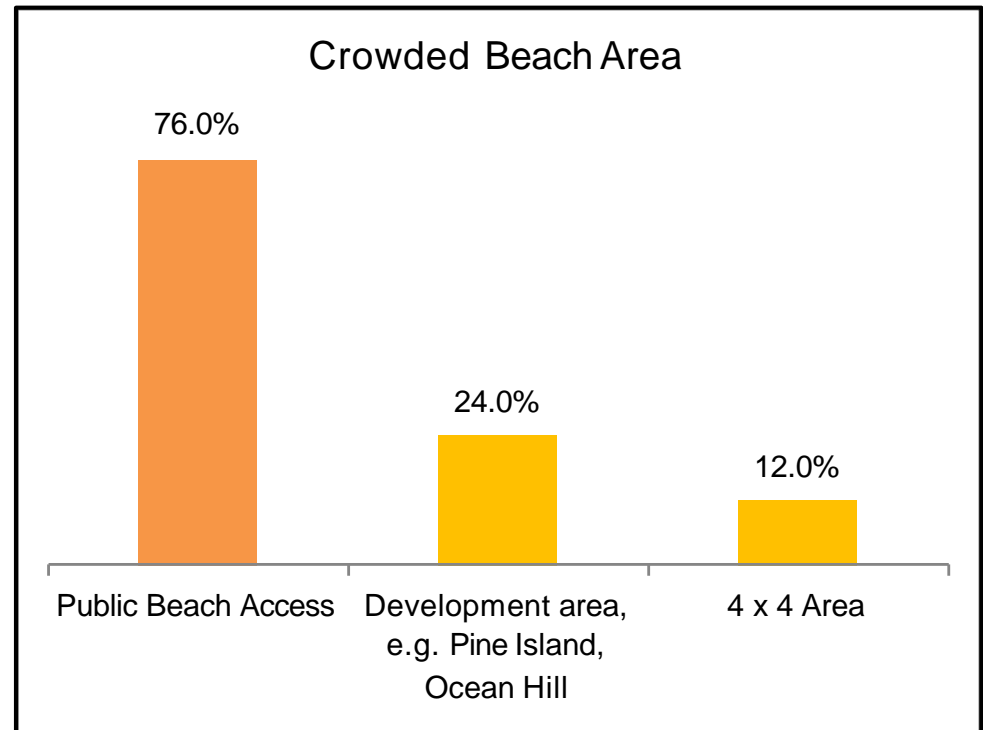 Crowded Beach Area
76.0%
24.0%
12.0%
Public Beach Access
Development area,
e.g. Pine Island,
Ocean Hill
4 x 4 Area